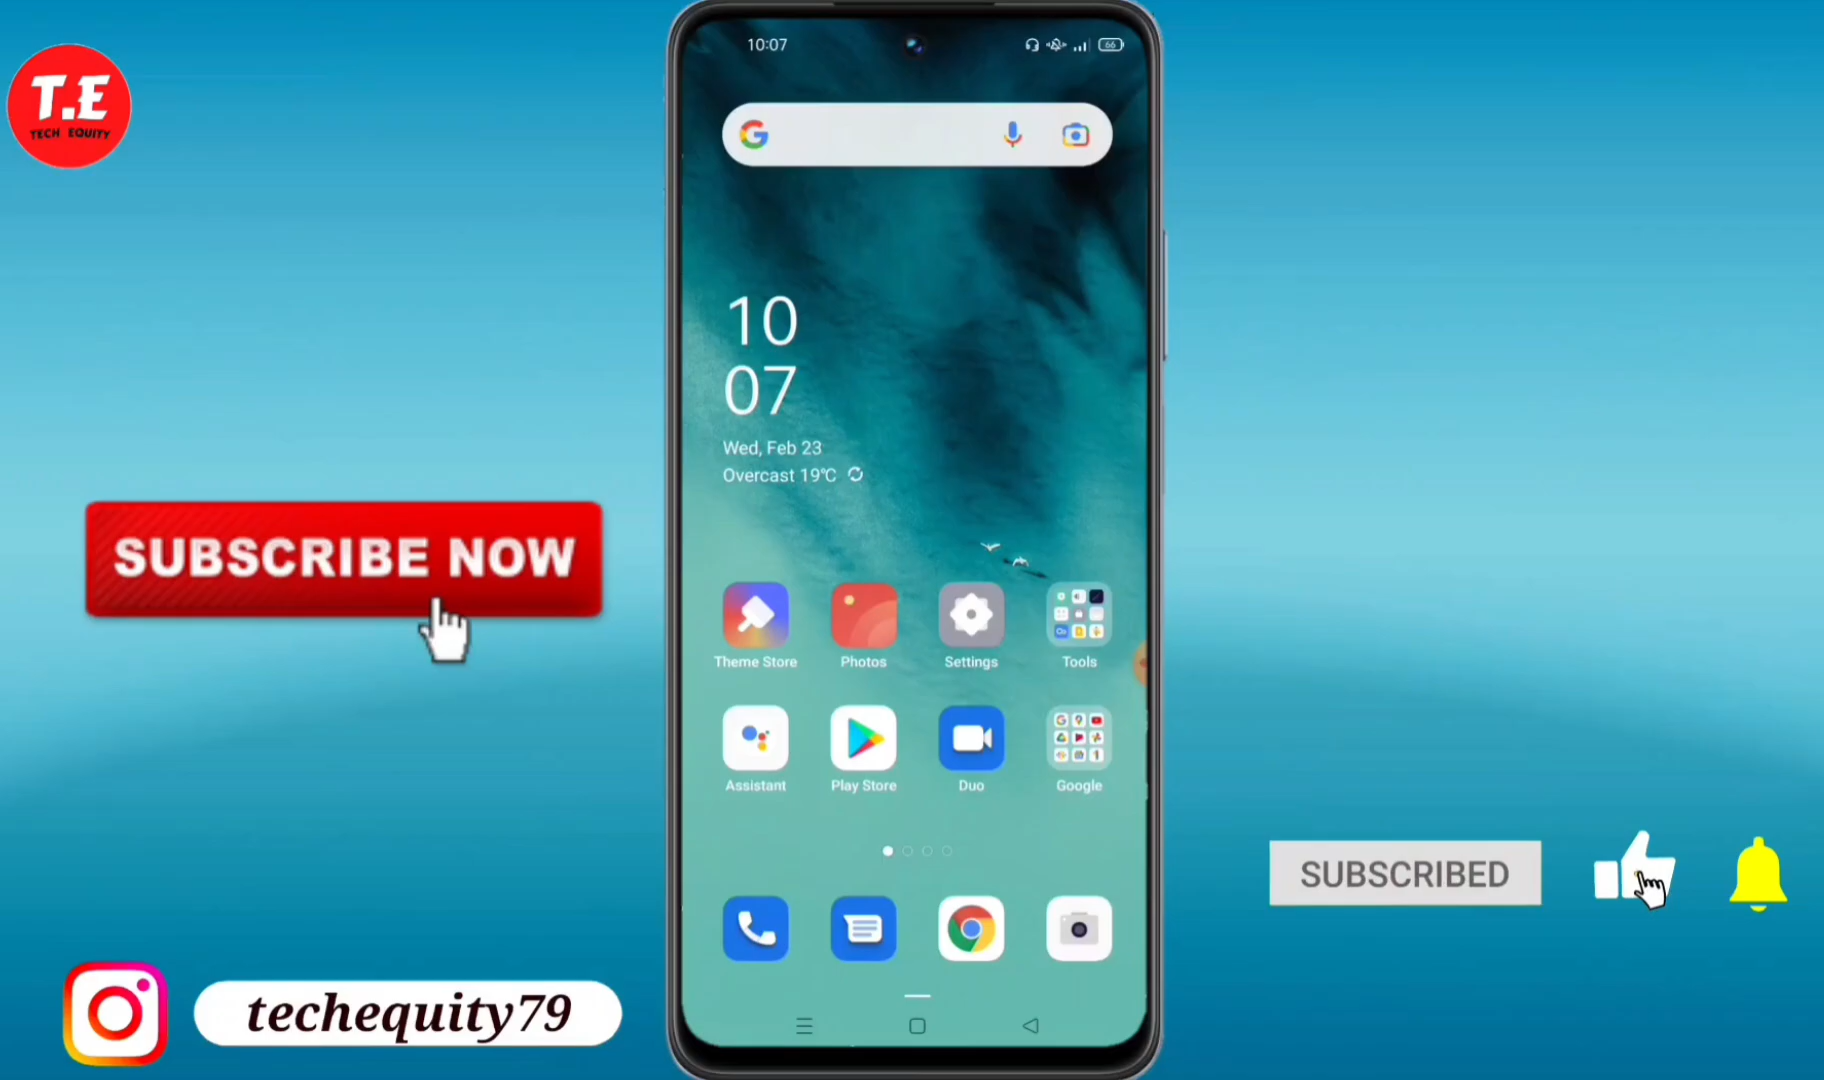 T.E
TECH EQUITY
10:07
66
G
10
07
Wed, Feb 23
Overcast 19°C
SUBSCRIBE NOW
Theme Store
Photos
Settings
Tools
Assistant
Play Store
Duo
Google
SUBSCRIBED
techequity79